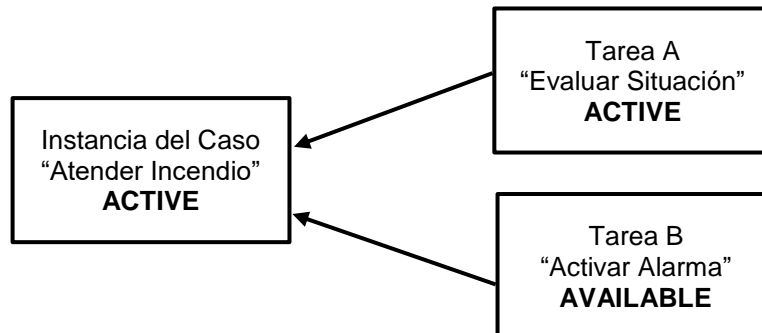 Instancia del Caso
“Atender Incendio”
ACTIVE
Tarea A
“Evaluar Situación”
ACTIVE
Tarea B
“Activar Alarma”
AVAILABLE